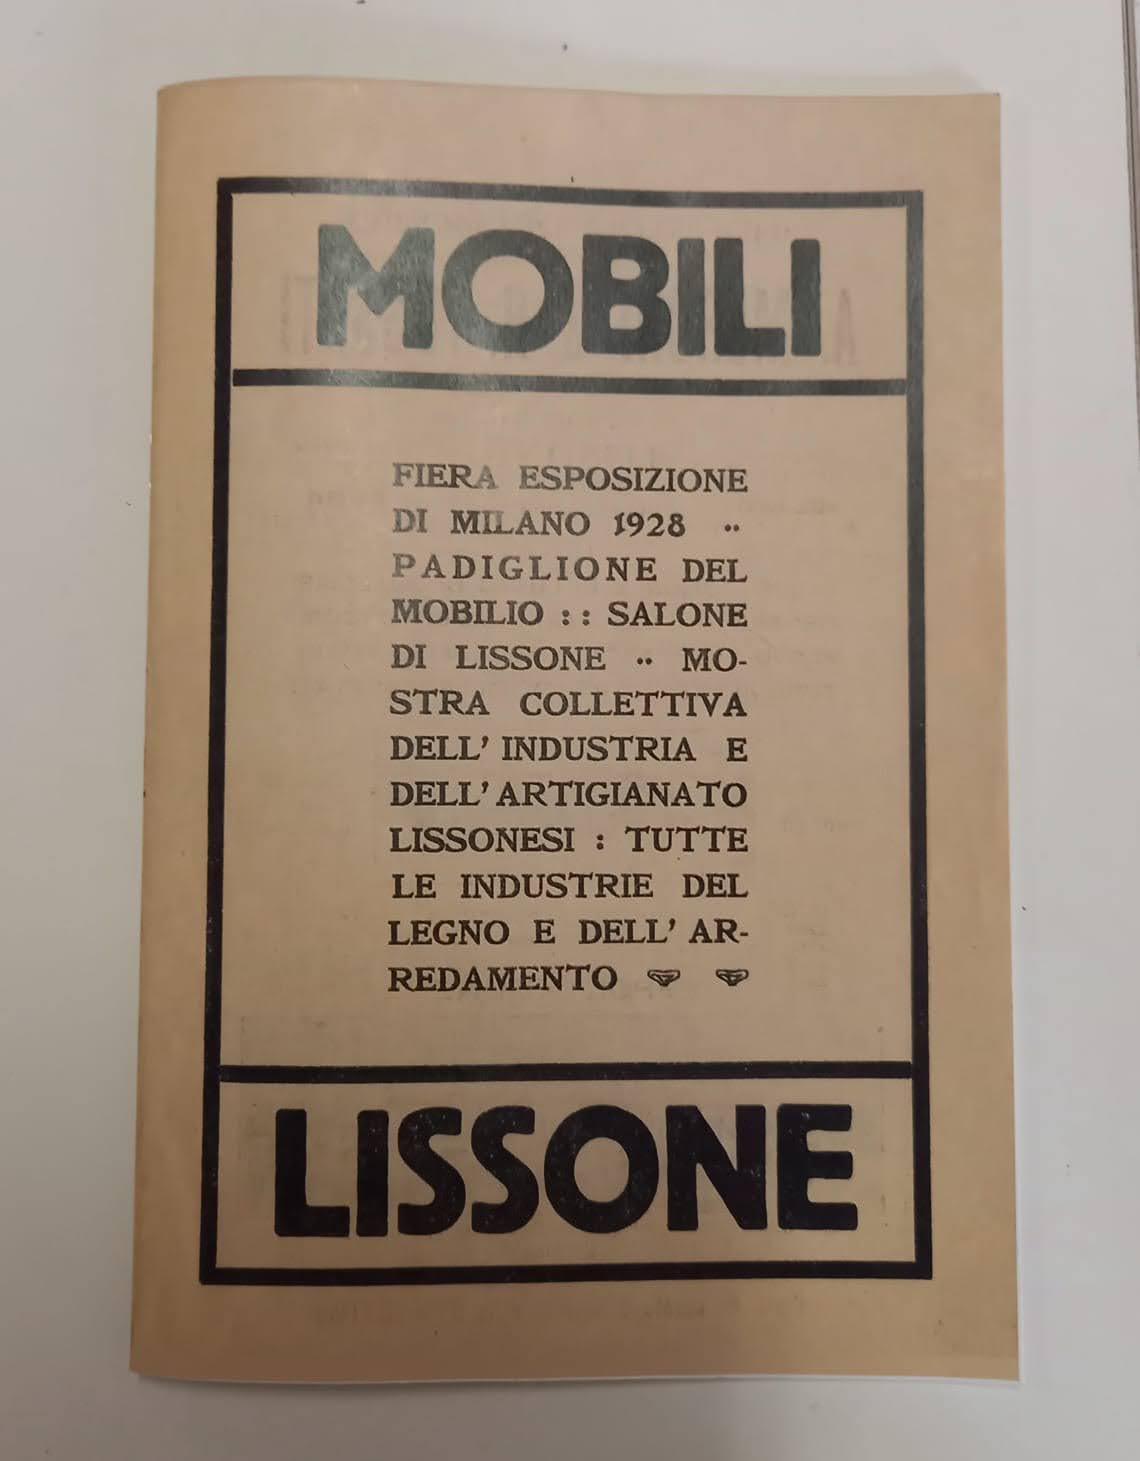 MOBILI
FIERA ESPOSIZIONE
DI MILANO 1928 ··
PADIGLIONE DEL
MOBILIO :: SALONE
DI LISSONE ·· MO-
STRA COLLETTIVA
DELL' INDUSTRIA E
DELL' ARTIGIANATO
LISSONESI : TUTTE
LE INDUSTRIE DEL
LEGNO E DELL' AR-
REDAMENTO
LISSONE